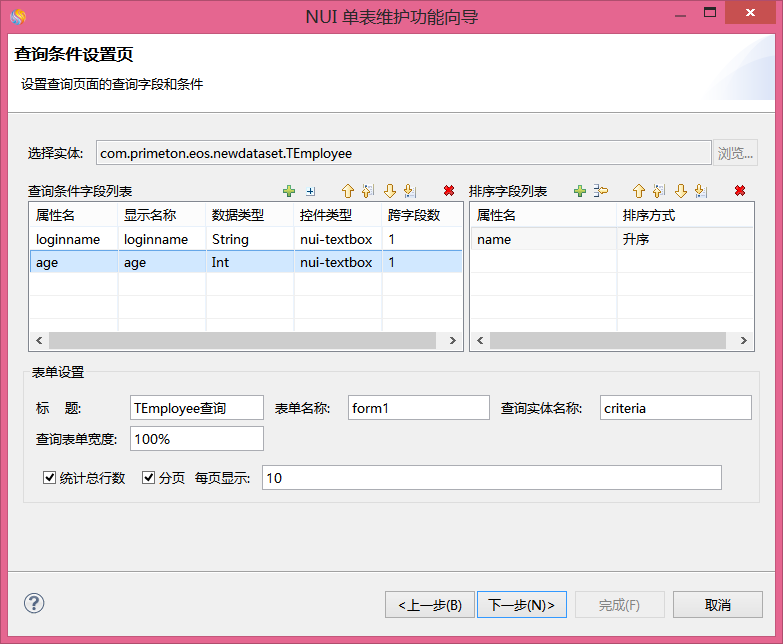 NUI 单表维护功能向导
查询条件设置页
设置查询页面的查询字段和条件
选择实体: com.primeton.eos.newdataset.TEmployee 浏览...
查询条件字段列表 排序字段列表
属性名 显示名称 数据类型 控件类型 跨字段数 属性名 排序方式
loginname loginname String nui-textbox 1 name 升序
age age Int nui-textbox 1
表单设置
标 题: TEmployee查询 表单名称: form1 查询实体名称: criteria
查询表单宽度: 100%
统计总行数 分页 每页显示: 10
<上一步(B) 下一步(N)> 完成(F) 取消